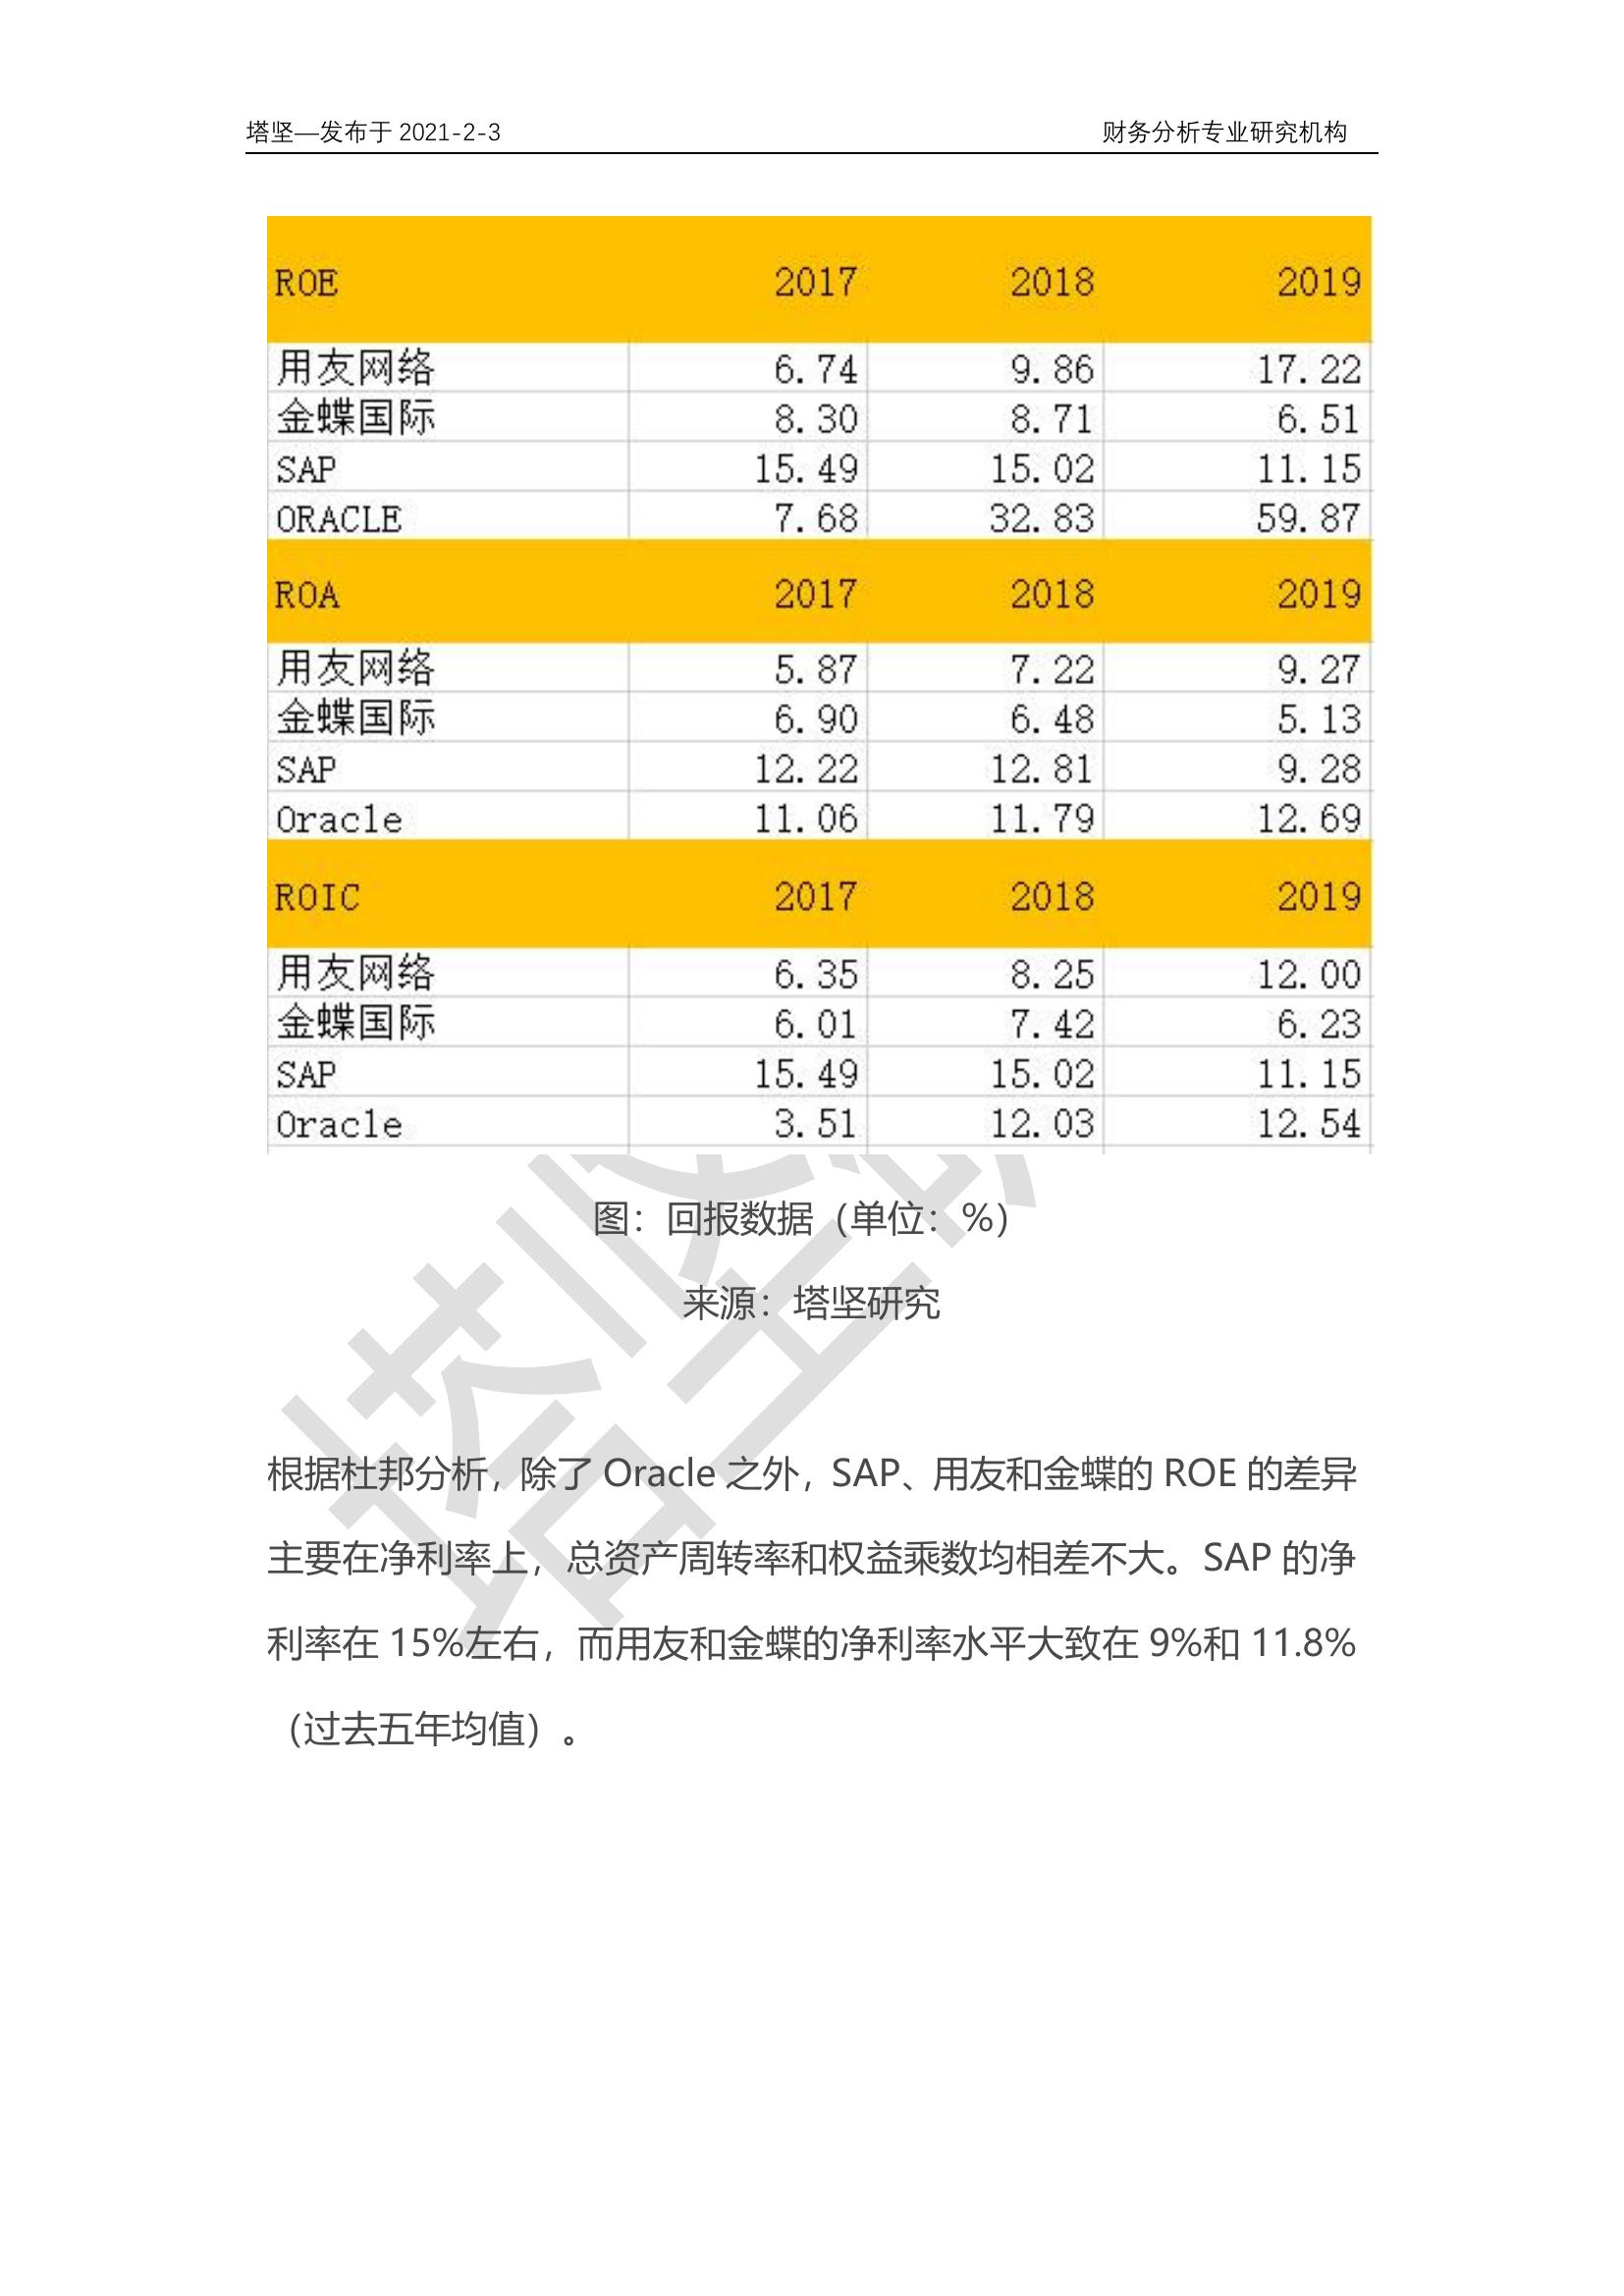 塔坚—发布于 2021-2-3 财务分析专业研究机构
ROE 2017 2018 2019
用友网络 6.74 9.86 17.22
金蝶国际 8.30 8.71 6.51
SAP 15.49 15.02 11.15
ORACLE 7.68 32.83 59.87
ROA 2017 2018 2019
用友网络 5.87 7.22 9.27
金蝶国际 6.90 6.48 5.13
SAP 12.22 12.81 9.28
Oracle 11.06 11.79 12.69
ROIC 2017 2018 2019
用友网络 6.35 8.25 12.00
金蝶国际 6.01 7.42 6.23
SAP 15.49 15.02 11.15
Oracle 3.51 12.03 12.54
图：回报数据（单位：%）
来源：塔坚研究
根据杜邦分析，除了 Oracle 之外，SAP、用友和金蝶的 ROE 的差异
主要在净利率上，总资产周转率和权益乘数均相差不大。SAP 的净
利率在 15%左右，而用友和金蝶的净利率水平大致在 9%和 11.8%
（过去五年均值）。
塔坚